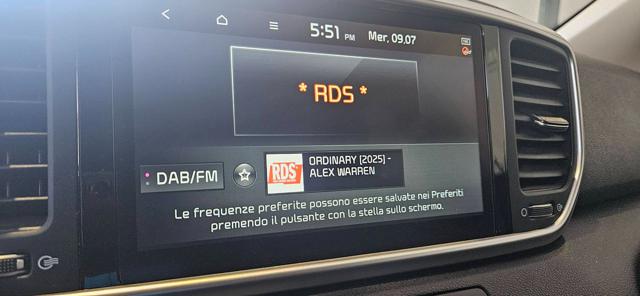 5:51 PM Mer, 09.07
* RDS *
RDS
ORDINARY (2025) -
ALEX WARREN
DAB/FM
Le frequenze preferite possono essere salvate nei Preferiti
premendo il pulsante con la stella sullo schermo.